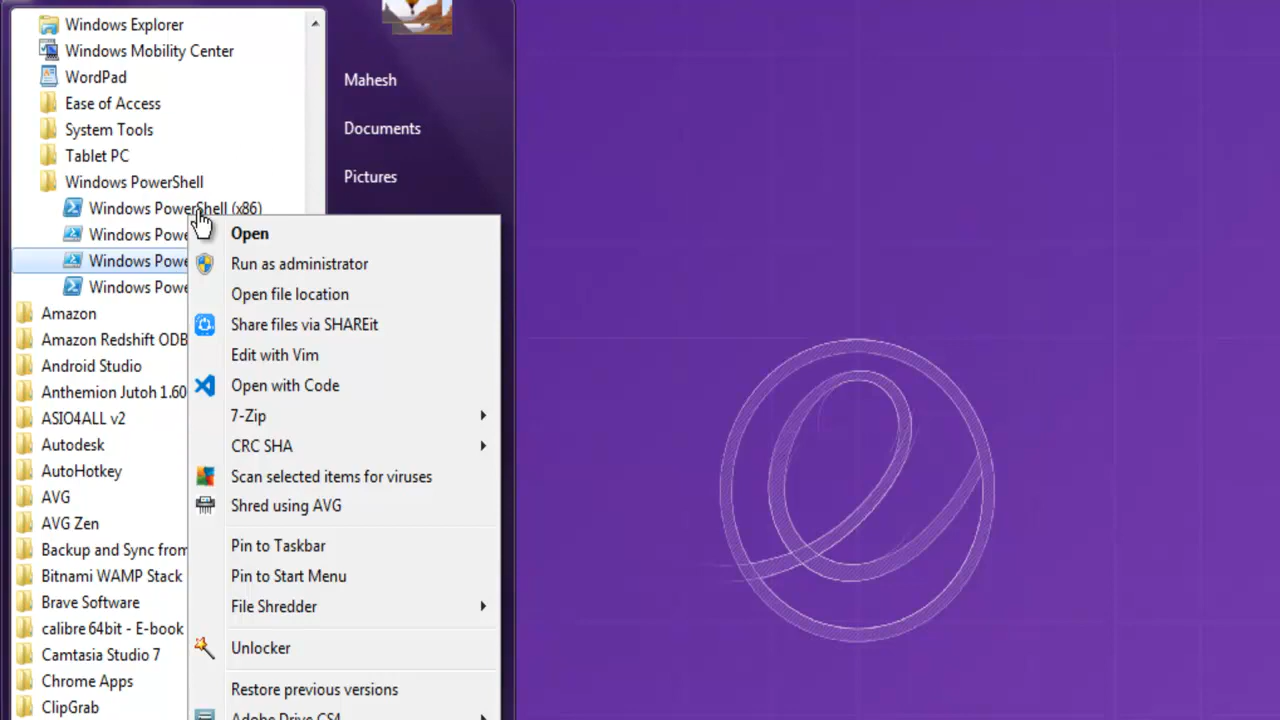 Windows Explorer
Windows Mobility Center
WordPad
Ease of Access
System Tools
Tablet PC
Windows PowerShell
Windows PowerShell (x86)
Windows Powe
Windows Powe
Windows Powe
Amazon
Amazon Redshift ODB
Android Studio
Anthemion Jutoh 1.60
ASIO4ALL v2
Autodesk
AutoHotkey
AVG
AVG Zen
Backup and Sync from
Bitnami WAMP Stack
Brave Software
calibre 64bit - E-book
Camtasia Studio 7
Chrome Apps
ClipGrab
Mahesh
Documents
Pictures
Open
Run as administrator
Open file location
Share files via SHAREit
Edit with Vim
Open with Code
7-Zip
CRC SHA
Scan selected items for viruses
Shred using AVG
Pin to Taskbar
Pin to Start Menu
File Shredder
Unlocker
Restore previous versions
Adobe Drive CS4